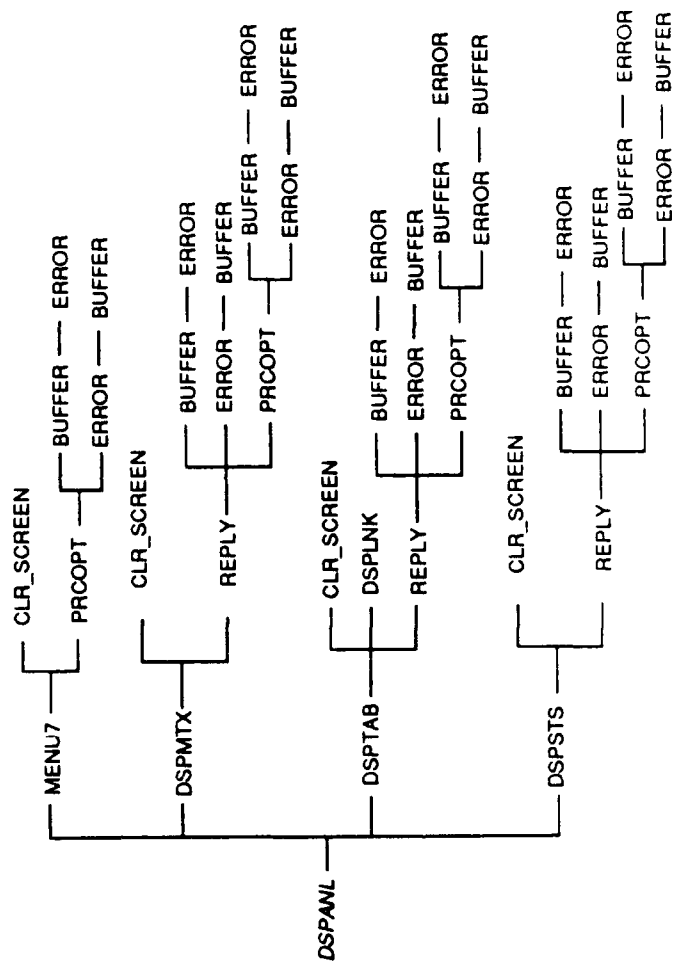 DSPANL
MENU7
CLR_SCREEN
PRCOPT
BUFFER — ERROR
ERROR — BUFFER
DSPMTX
CLR_SCREEN
REPLY
BUFFER — ERROR
ERROR — BUFFER
PRCOPT
BUFFER — ERROR
ERROR — BUFFER
DSPTAB
CLR_SCREEN
DSPLNK
REPLY
BUFFER — ERROR
ERROR — BUFFER
PRCOPT
BUFFER — ERROR
ERROR — BUFFER
DSPSTS
CLR_SCREEN
REPLY
BUFFER — ERROR
ERROR — BUFFER
PRCOPT
BUFFER — ERROR
ERROR — BUFFER